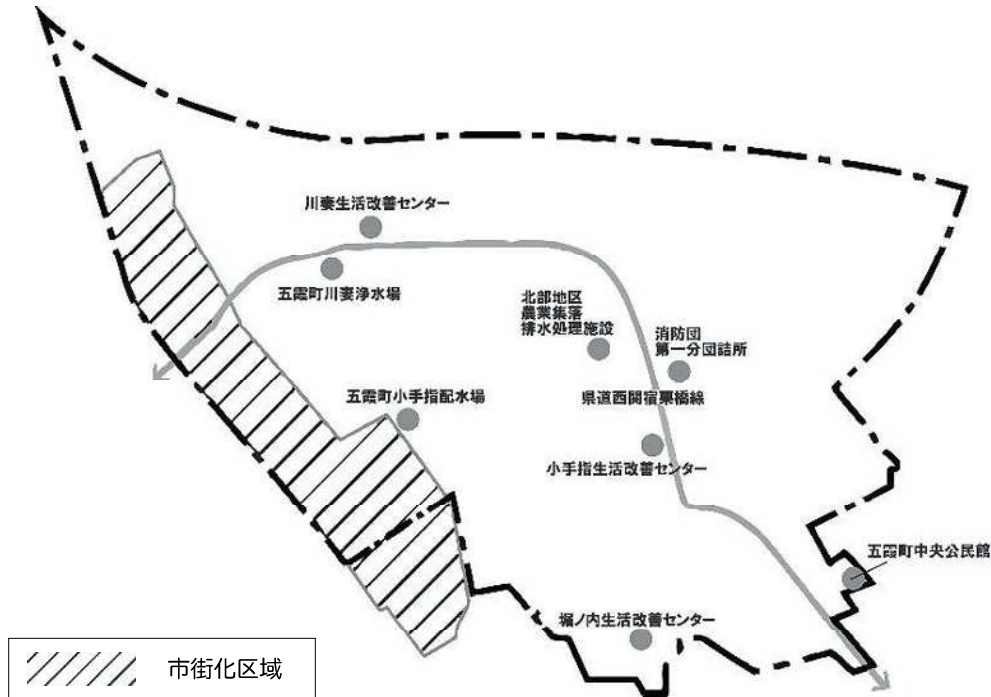 川妻生活改善センター
五霞町川妻浄水場
北部地区
農業集落
排水処理施設
消防団
第一分団詰所
県道西関宿栗橋線
五霞町小手指配水場
小手指生活改善センター
五霞町中央公民館
堀ノ内生活改善センター
市街化区域